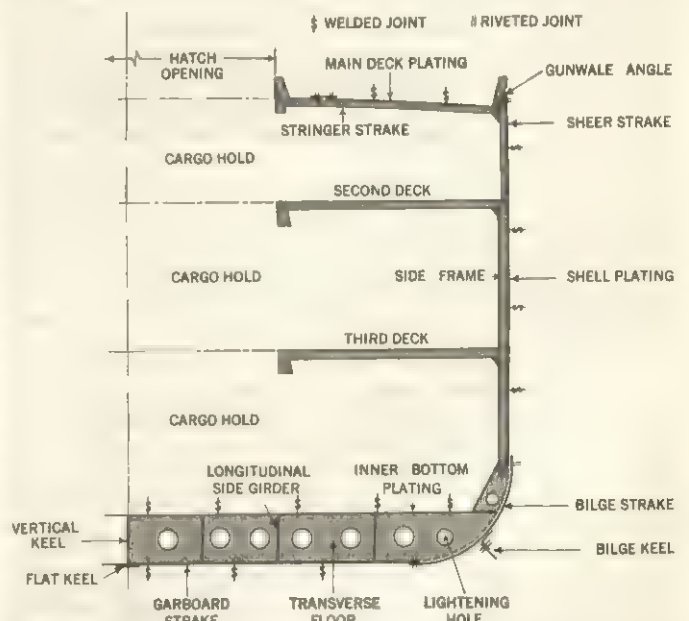 WELDED JOINT
RIVETED JOINT
HATCH
OPENING
MAIN DECK PLATING
GUNWALE ANGLE
STRINGER STRAKE
SHEER STRAKE
CARGO HOLD
SECOND DECK
CARGO HOLD
SIDE FRAME
SHELL PLATING
THIRD DECK
CARGO HOLD
LONGITUDINAL
SIDE GIRDER
INNER BOTTOM
PLATING
BILGE STRAKE
VERTICAL
KEEL
BILGE KEEL
FLAT KEEL
GARBOARD
STRAKE
TRANSVERSE
FLOOR
LIGHTENING
HOLE